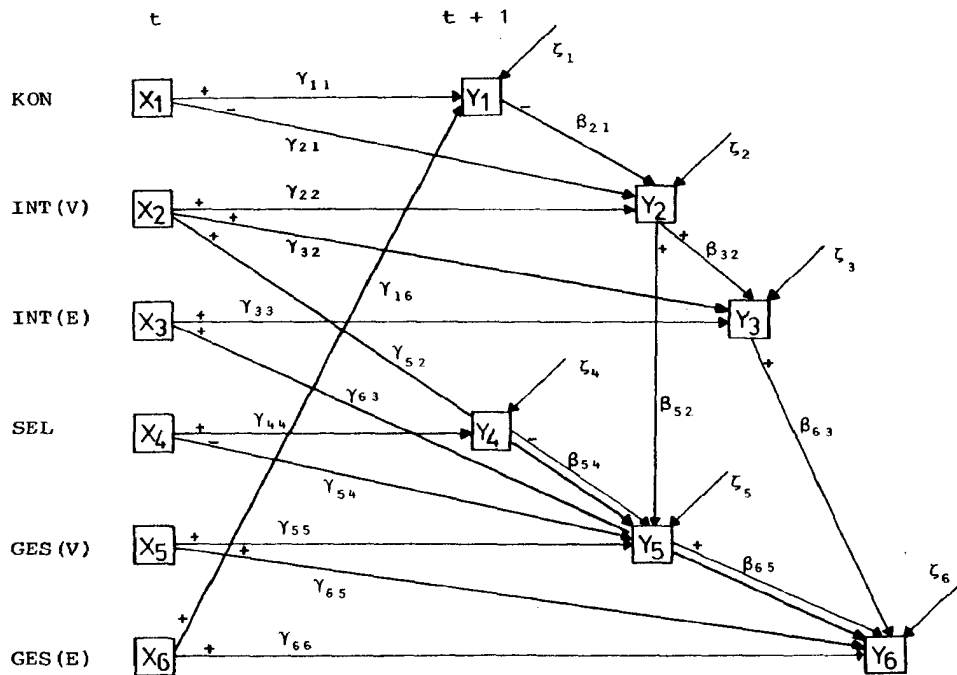 t t + 1
KON X1 + γ11 Y1 ζ1
- γ21 - β21 ζ2
INT(V) X2 + γ22 Y2
+ + γ32 + + β32 ζ3
γ16
INT(E) X3 + γ33 Y3
+ +
γ52 ζ4
γ63 β52 β63
SEL X4 + γ44 Y4
- γ54 - β54 ζ5
GES(V) X5 + γ55 Y5 +
+ γ65 β65 ζ6
+
GES(E) X6 + γ66 Y6